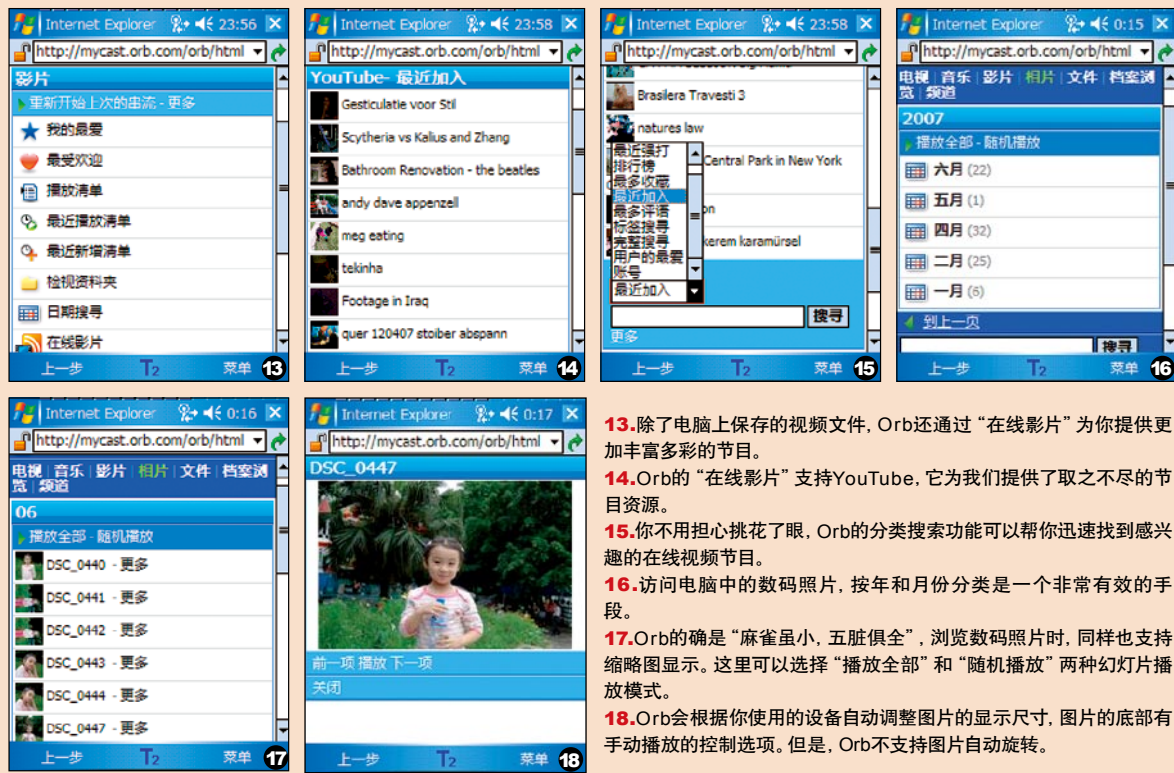 Internet Explorer 23:56
http://mycast.orb.com/orb/html
影片
重新开始上次的串流 - 更多
我的最爱
最受欢迎
播放清单
最近播放清单
最近新增清单
检视资料夹
日期搜寻
在线影片
上一步 T2 菜单 13
Internet Explorer 23:58
http://mycast.orb.com/orb/html
YouTube- 最近加入
Gesticulatie voor Stil
Scytheria vs Kalius and Zhang
Bathroom Renovation - the beatles
andy dave appenzell
meg eating
tekinha
Footage in Iraq
quer 120407 stoiber abspann
上一步 T2 菜单 14
Internet Explorer 23:58
http://mycast.orb.com/orb/html
Brasilera Travesti 3
natures law
Central Park in New York
on
kerem karamürsel
最近强打
排行榜
最多收藏
最近加入
最多评语
标签搜寻
完整搜寻
用户的最爱
账号
最近加入
搜寻
更多
上一步 T2 菜单 15
Internet Explorer 0:15
http://mycast.orb.com/orb/html
电视 | 音乐 | 影片 | 相片 | 文件 | 档案浏
览 | 频道
2007
播放全部 - 随机播放
六月 (22)
五月 (1)
四月 (32)
二月 (25)
一月 (6)
到上一页
搜寻
上一步 T2 菜单 16
Internet Explorer 0:16
http://mycast.orb.com/orb/html
电视 | 音乐 | 影片 | 相片 | 文件 | 档案浏
览 | 频道
06
播放全部 - 随机播放
DSC_0440 - 更多
DSC_0441 - 更多
DSC_0442 - 更多
DSC_0443 - 更多
DSC_0444 - 更多
DSC_0447 - 更多
上一步 T2 菜单 17
Internet Explorer 0:17
http://mycast.orb.com/orb/html
DSC_0447
前一项 播放 下一项
关闭
上一步 T2 菜单 18
13.除了电脑上保存的视频文件, Orb还通过“在线影片”为你提供更
加丰富多彩的节目。
14.Orb的“在线影片”支持YouTube, 它为我们提供了取之不尽的节
目资源。
15.你不用担心挑花了眼, Orb的分类搜索功能可以帮你迅速找到感兴
趣的在线视频节目。
16.访问电脑中的数码照片, 按年和月份分类是一个非常有效的手
段。
17.Orb的确是“麻雀虽小, 五脏俱全”, 浏览数码照片时, 同样也支持
缩略图显示。这里可以选择“播放全部”和“随机播放”两种幻灯片播
放模式。
18.Orb会根据你使用的设备自动调整图片的显示尺寸, 图片的底部有
手动播放的控制选项。但是, Orb不支持图片自动旋转。